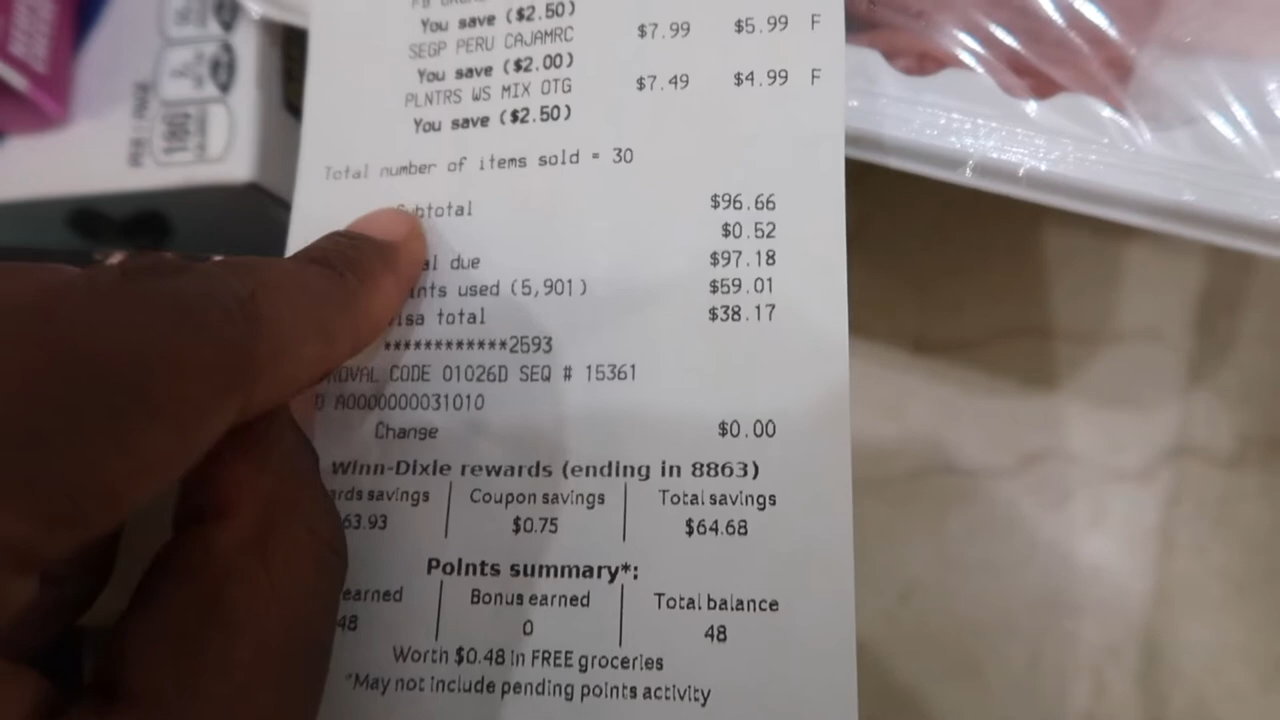 You save ($2.50)
SEGP PERU CAJAMRC $7.99 $5.99 F
You save ($2.00)
PLNTRS WS MIX OTG $7.49 $4.99 F
You save ($2.50)
Total number of items sold = 30
Subtotal $96.66
$0.52
al due $97.18
ints used (5,901) $59.01
isa total $38.17
************2593
ROVAL CODE 01026D SEQ # 15361
D A0000000031010
Change $0.00
Winn-Dixie rewards (ending in 8863)
ards savings Coupon savings Total savings
63.93 $0.75 $64.68
Points summary*:
earned Bonus earned Total balance
48 0 48
Worth $0.48 in FREE groceries
*May not include pending points activity
160